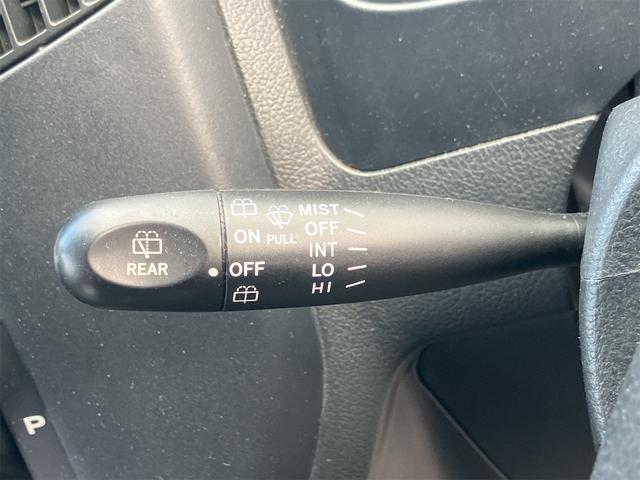 REAR
ON
OFF
PULL
MIST
OFF
INT
LO
HI
P